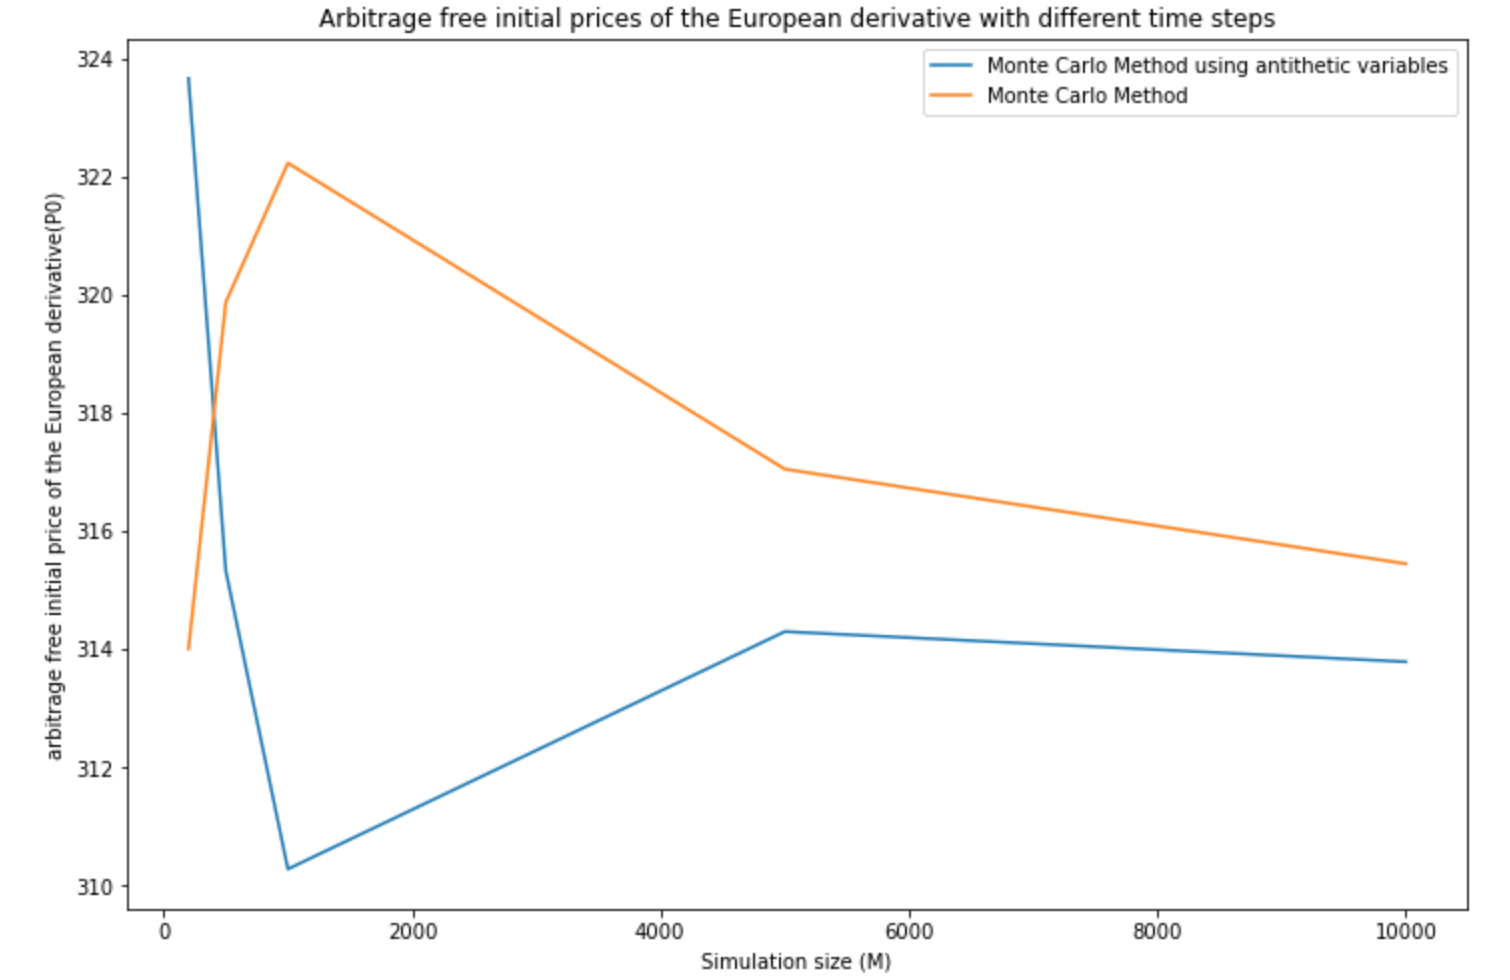 Arbitrage free initial prices of the European derivative with different time steps
Monte Carlo Method using antithetic variables
Monte Carlo Method
arbitrage free initial price of the European derivative(P0)
324
322
320
318
316
314
312
310
0
2000
4000
6000
8000
10000
Simulation size (M)